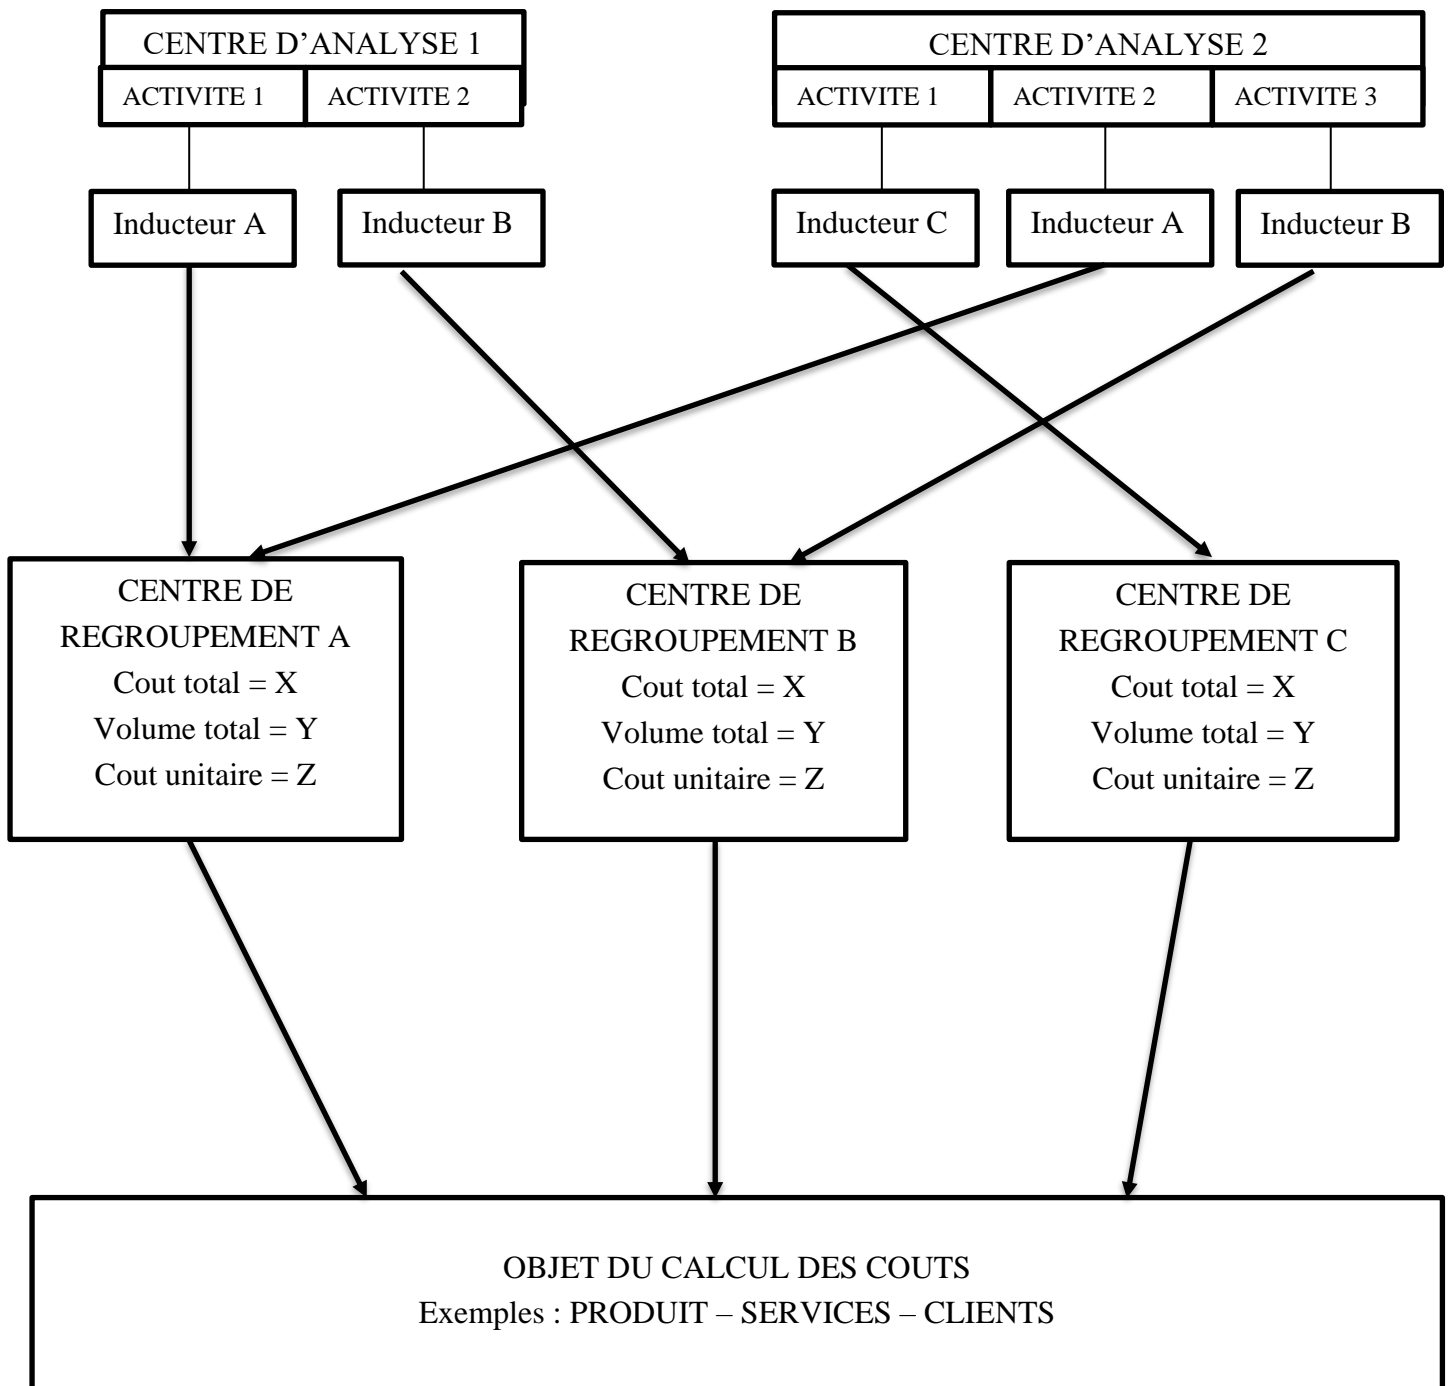 CENTRE D’ANALYSE 1
ACTIVITE 1
ACTIVITE 2
Inducteur A
Inducteur B
CENTRE D’ANALYSE 2
ACTIVITE 1
ACTIVITE 2
ACTIVITE 3
Inducteur C
Inducteur A
Inducteur B
CENTRE DE
REGROUPEMENT A
Cout total = X
Volume total = Y
Cout unitaire = Z
CENTRE DE
REGROUPEMENT B
Cout total = X
Volume total = Y
Cout unitaire = Z
CENTRE DE
REGROUPEMENT C
Cout total = X
Volume total = Y
Cout unitaire = Z
OBJET DU CALCUL DES COUTS
Exemples : PRODUIT – SERVICES – CLIENTS